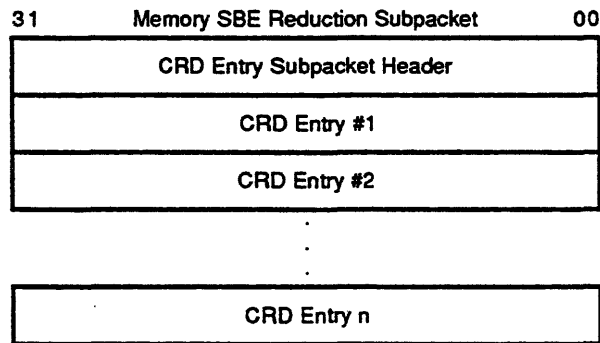 31 Memory SBE Reduction Subpacket 00
CRD Entry Subpacket Header
CRD Entry #1
CRD Entry #2
.
.
.
CRD Entry n